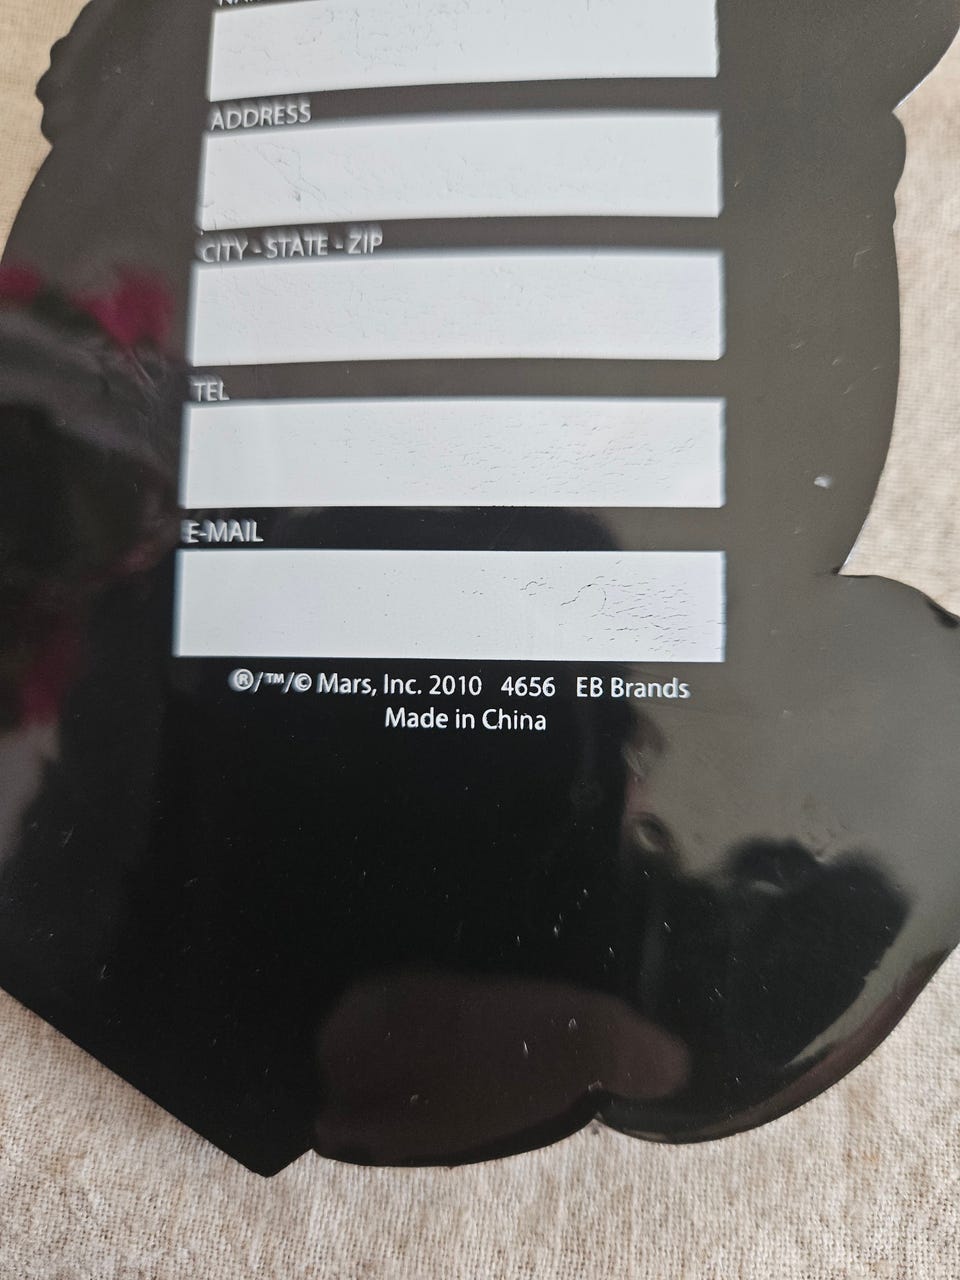 ADDRESS
CITY - STATE - ZIP
TEL
E-MAIL
®/™/© Mars, Inc. 2010 4656 EB Brands
Made in China